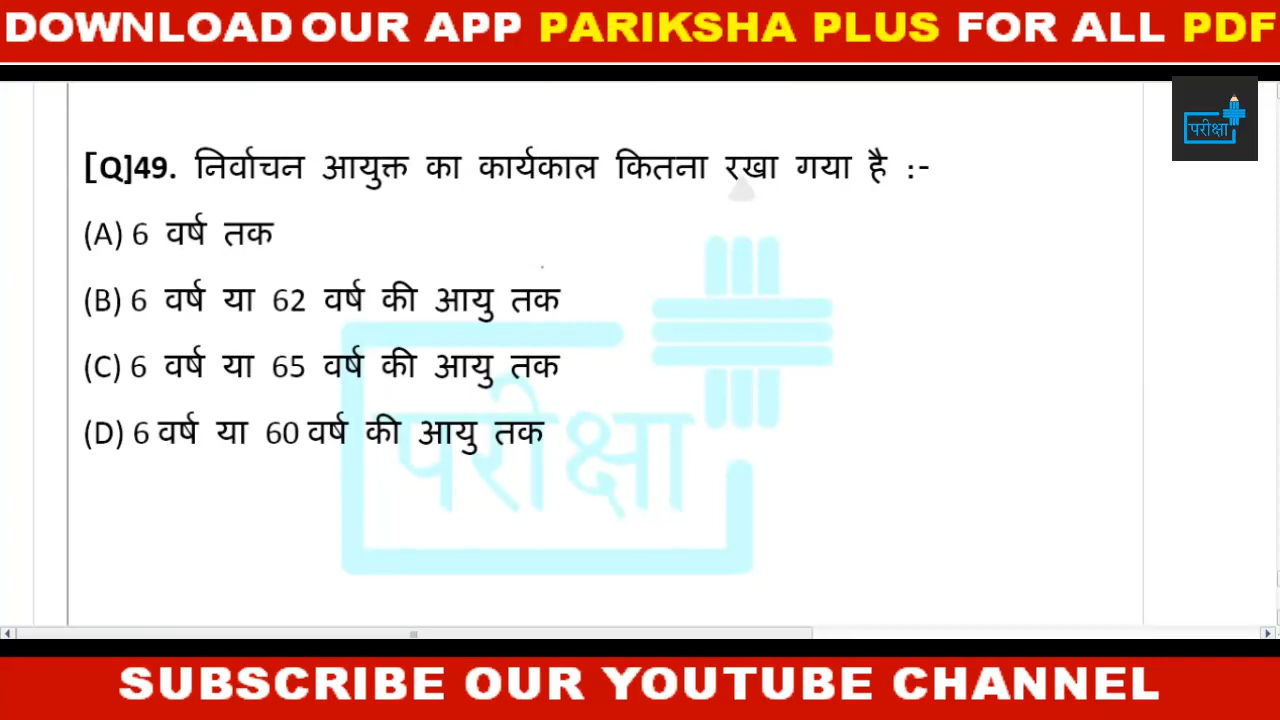 DOWNLOAD OUR APP PARIKSHA PLUS FOR ALL PDF
परीक्षा
[Q]49. निर्वाचन आयुक्त का कार्यकाल कितना रखा गया है :-
(A) 6 वर्ष तक
(B) 6 वर्ष या 62 वर्ष की आयु तक
(C) 6 वर्ष या 65 वर्ष की आयु तक
(D) 6 वर्ष या 60 वर्ष की आयु तक
परीक्षा
SUBSCRIBE OUR YOUTUBE CHANNEL